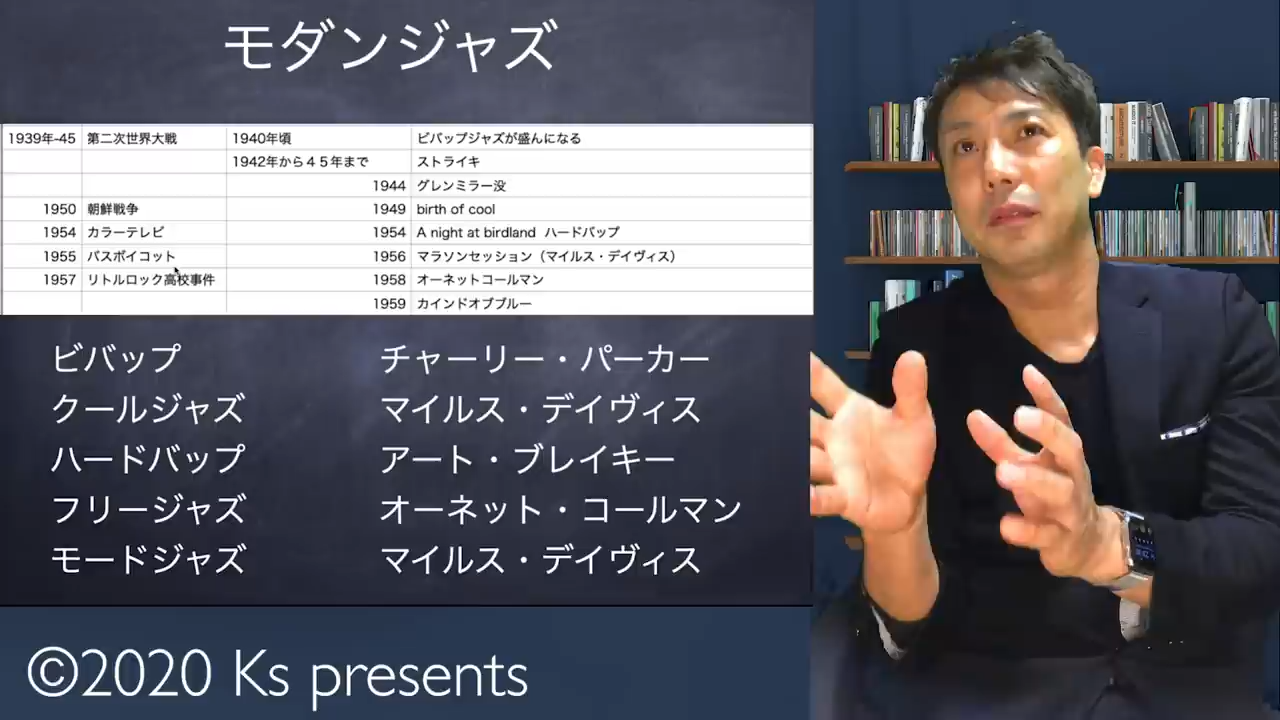 モダンジャズ
1939年-45 第二次世界大戦 1940年頃 ビバップジャズが盛んになる
1942年から４５年まで ストライキ
1944 グレンミラー没
1950 朝鮮戦争 1949 birth of cool
1954 カラーテレビ 1954 A night at birdland ハードバップ
1955 バスボイコット 1956 マラソンセッション（マイルス・デイヴィス）
1957 リトルロック高校事件 1958 オーネットコールマン
1959 カインドオブブルー
ビバップ チャーリー・パーカー
クールジャズ マイルス・デイヴィス
ハードバップ アート・ブレイキー
フリージャズ オーネット・コールマン
モードジャズ マイルス・デイヴィス
©2020 Ks presents